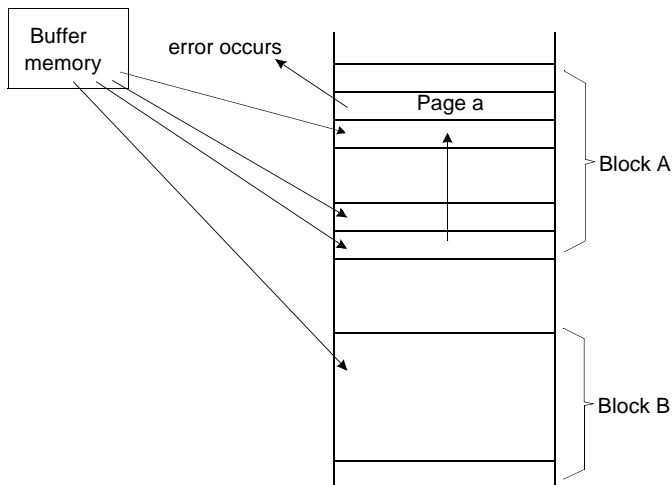 Buffer
memory
error occurs
Page a
Block A
Block B